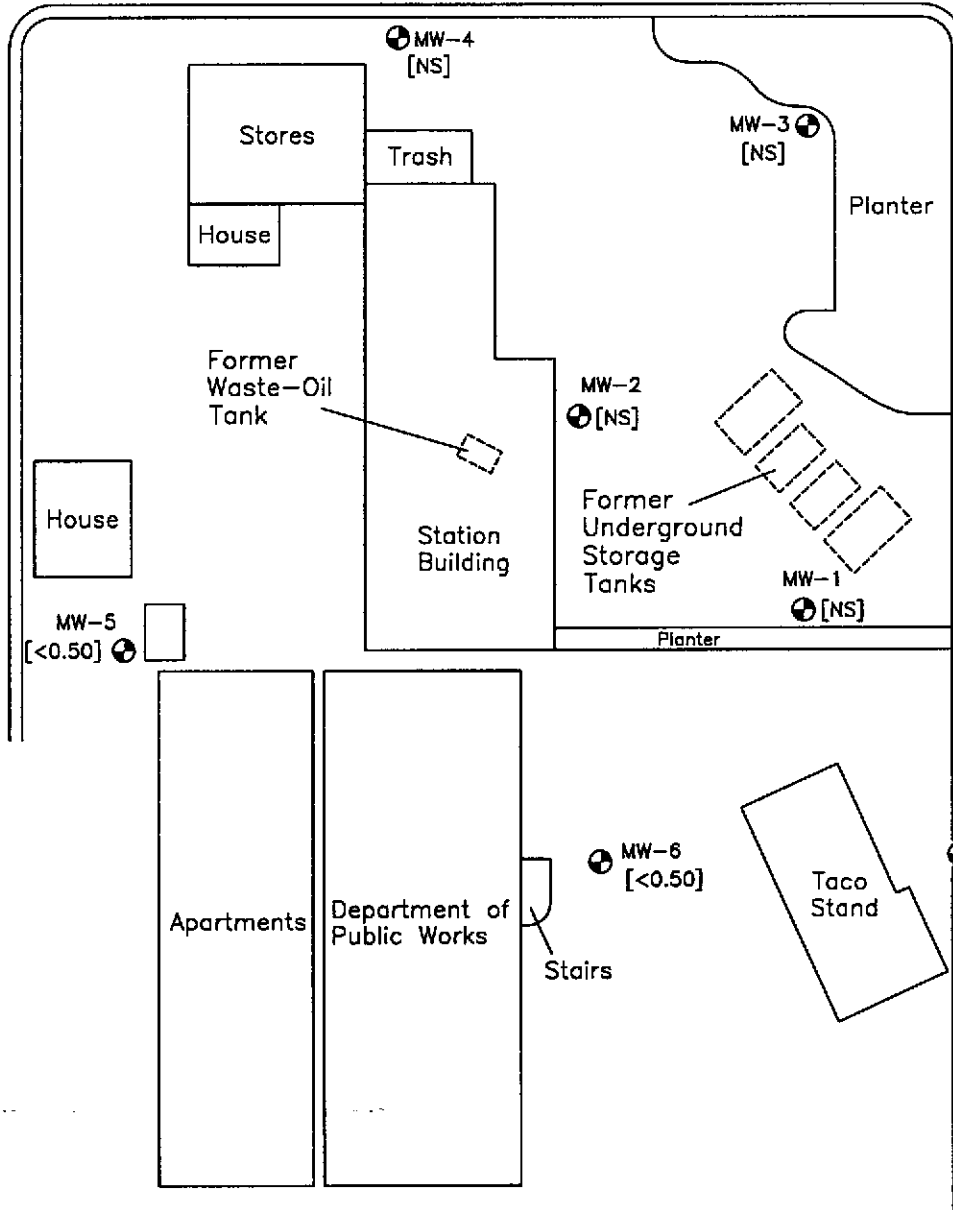 MW-4
[NS]
MW-3
[NS]
Stores
Trash
House
Planter
Former
Waste-Oil
Tank
MW-2
[NS]
House
Station
Building
Former
Underground
Storage
Tanks
MW-1
[NS]
MW-5
[<0.50]
Planter
MW-6
[<0.50]
Taco
Stand
Apartments
Department of
Public Works
Stairs